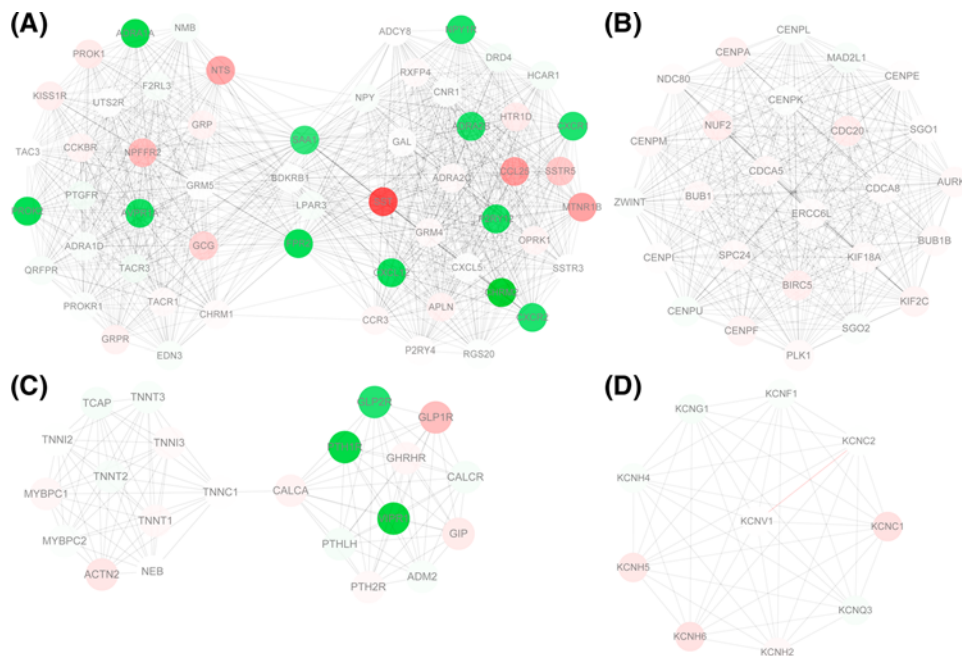 (A)
NMB
PROK1
NTS
KISS1R
F2RL3
UTS2R
GRP
TAC3
CCKBR
NPFFR2
GRM5
PTGFR
ADRA1D
GCG
QRFPR
TACR3
PROKR1
TACR1
CHRM1
GRPR
EDN3
ADCY8
DRD4
RXFP4
HCAR1
NPY
CNR1
HTR1D
GAL
BDKRB1
ADRA2C
CCL28
SSTR5
LPAR3
MTNR1B
GRM4
OPRK1
CXCL5
SSTR3
APLN
CCR3
P2RY4
RGS20
(B)
CENPL
CENPA
MAD2L1
NDC80
CENPE
CENPK
NUF2
CDC20
SGO1
CENPM
CDCA5
AURK
BUB1
CDCA8
ZWINT
ERCC6L
BUB1B
SPC24
KIF18A
CENPI
BIRC5
KIF2C
CENPU
SGO2
CENPF
PLK1
(C)
TCAP
TNNT3
TNNI2
TNNI3
TNNT2
TNNC1
MYBPC1
TNNT1
MYBPC2
NEB
ACTN2
GLP2R
GLP1R
GHRHR
CALCR
CALCA
GIP
PTHLH
ADM2
PTH2R
(D)
KCNF1
KCNG1
KCNC2
KCNH4
KCNV1
KCNC1
KCNH5
KCNQ3
KCNH6
KCNH2